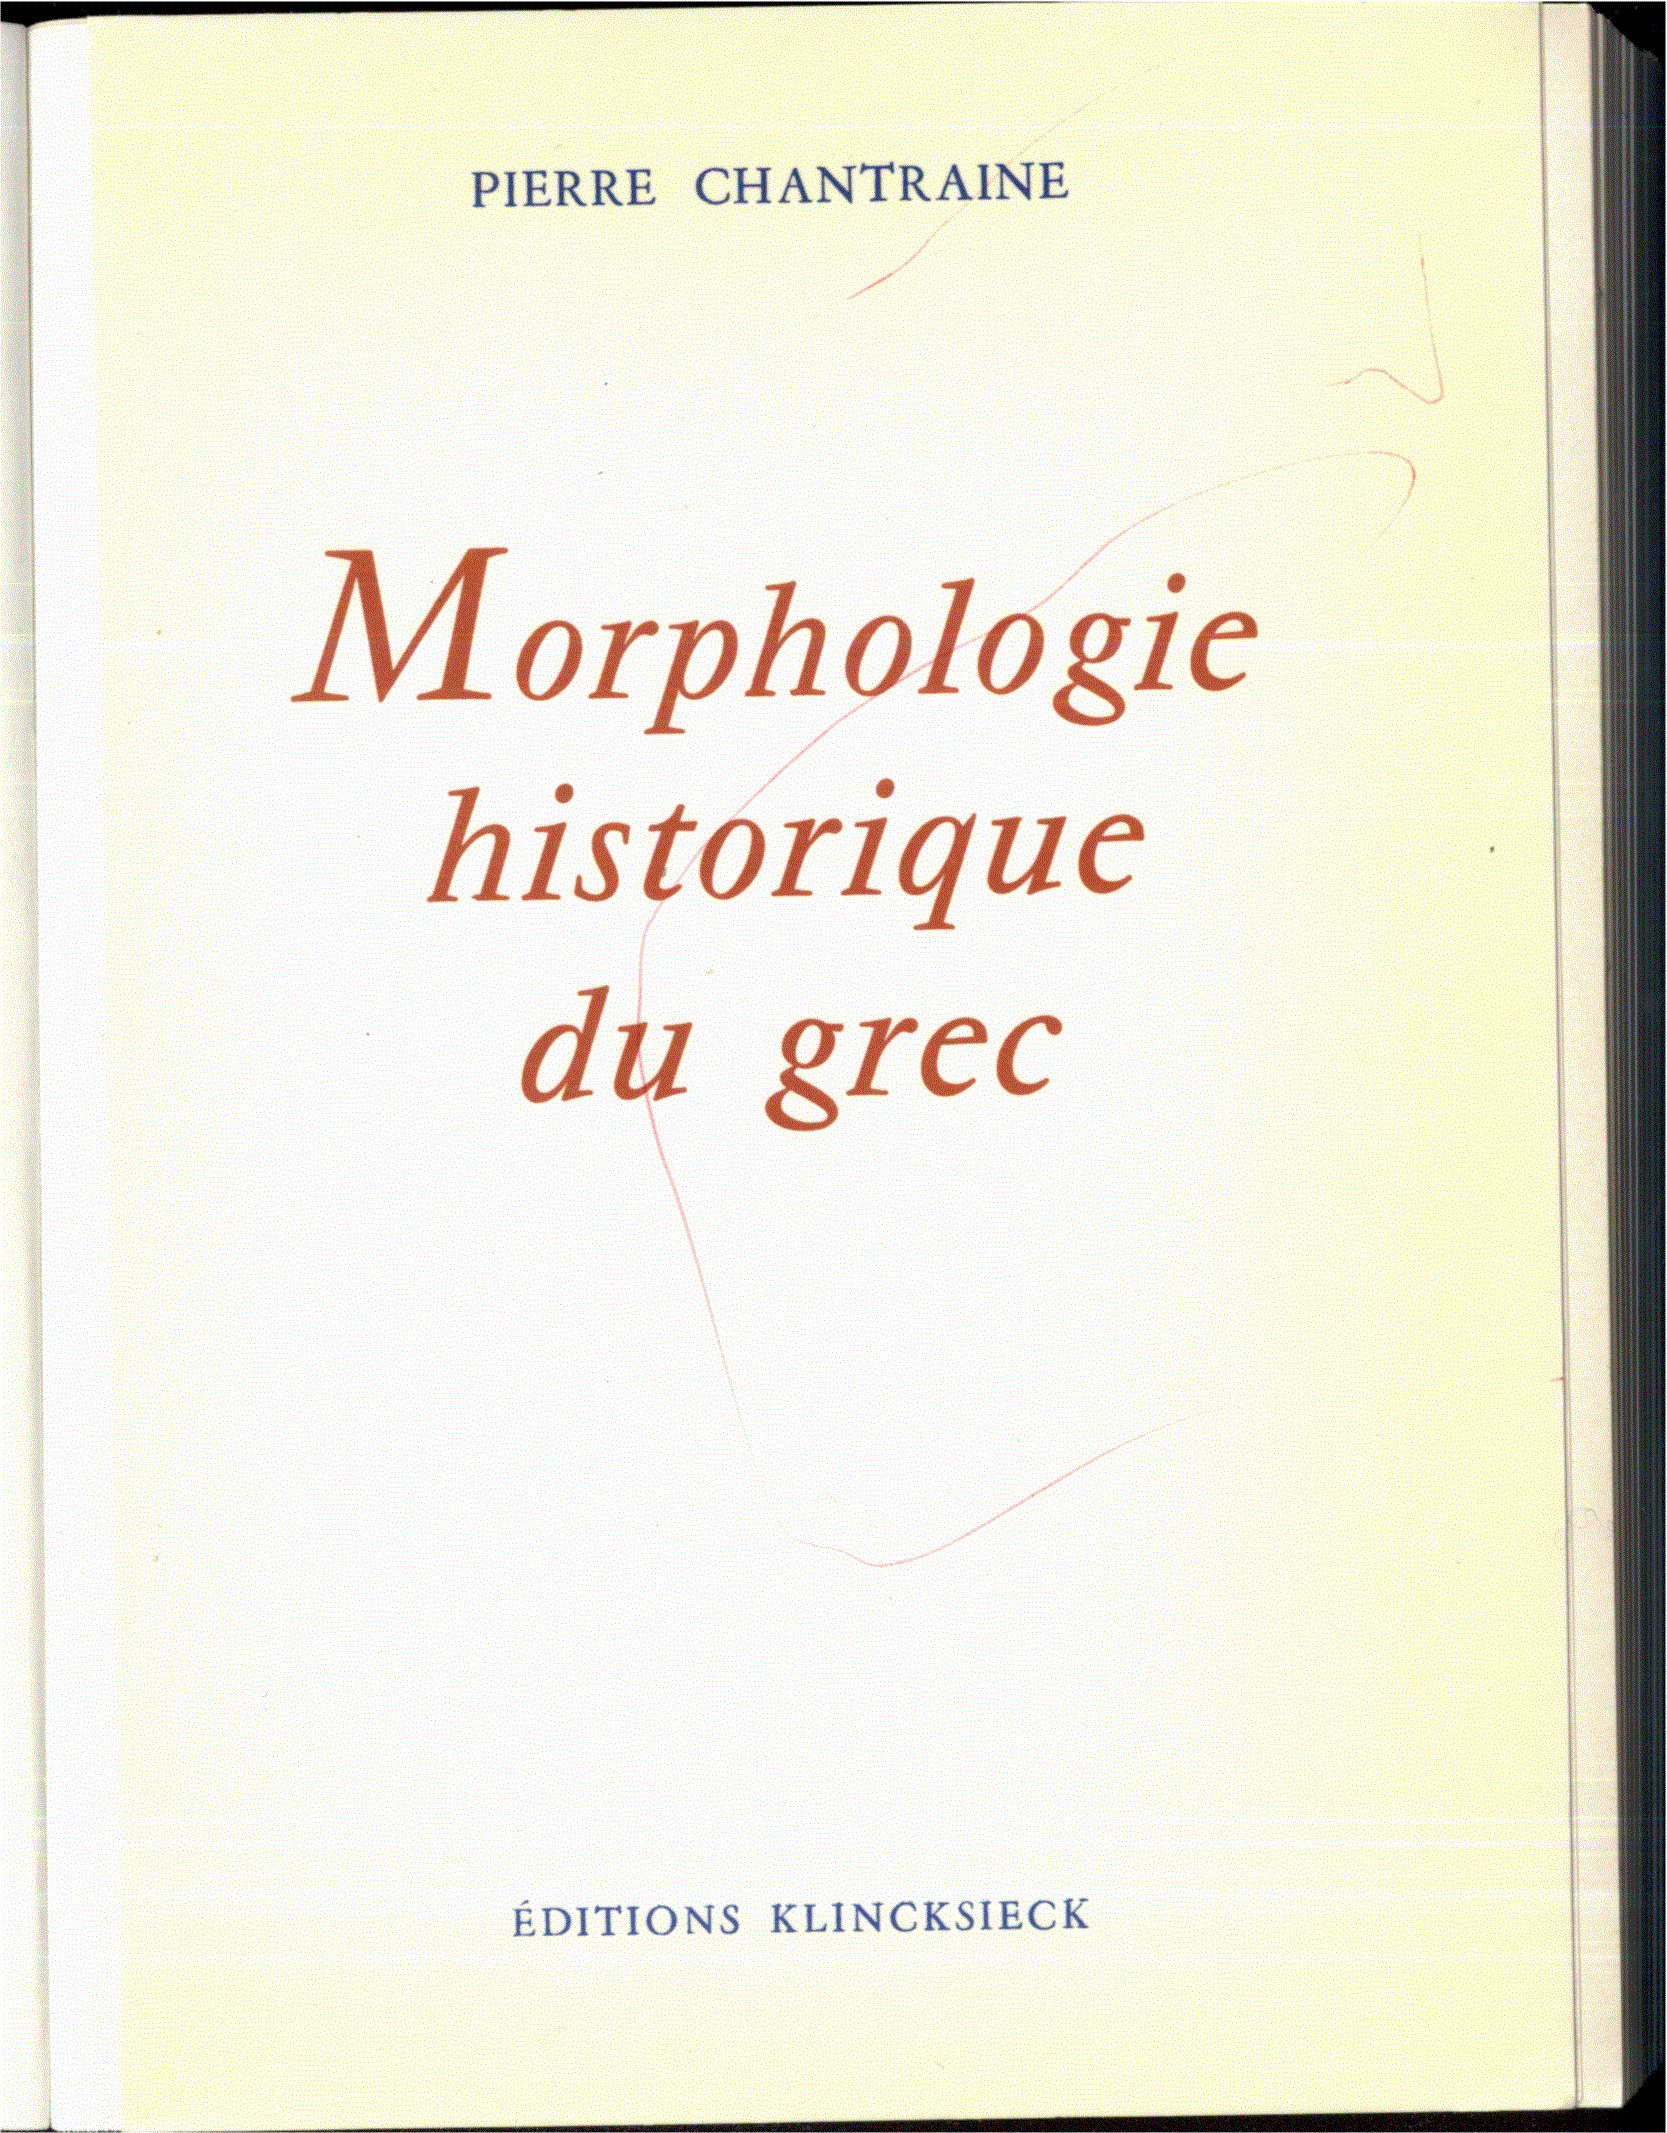 PIERRE CHANTRAINE
Morphologie
historique
du grec
ÉDITIONS KLINCKSIECK